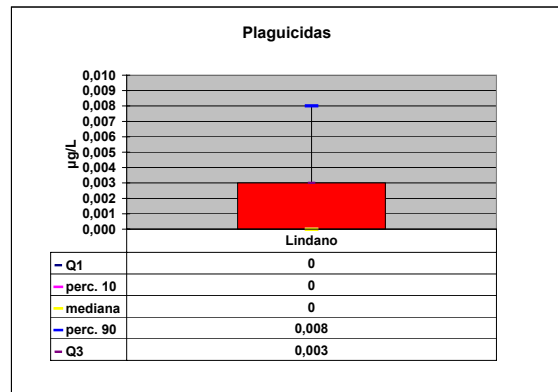 Plaguicidas
0,010
0,009
0,008
0,007
0,006
0,005
0,004
0,003
0,002
0,001
0,000
µg/L
Lindano
Q1 0
perc. 10 0
mediana 0
perc. 90 0,008
Q3 0,003